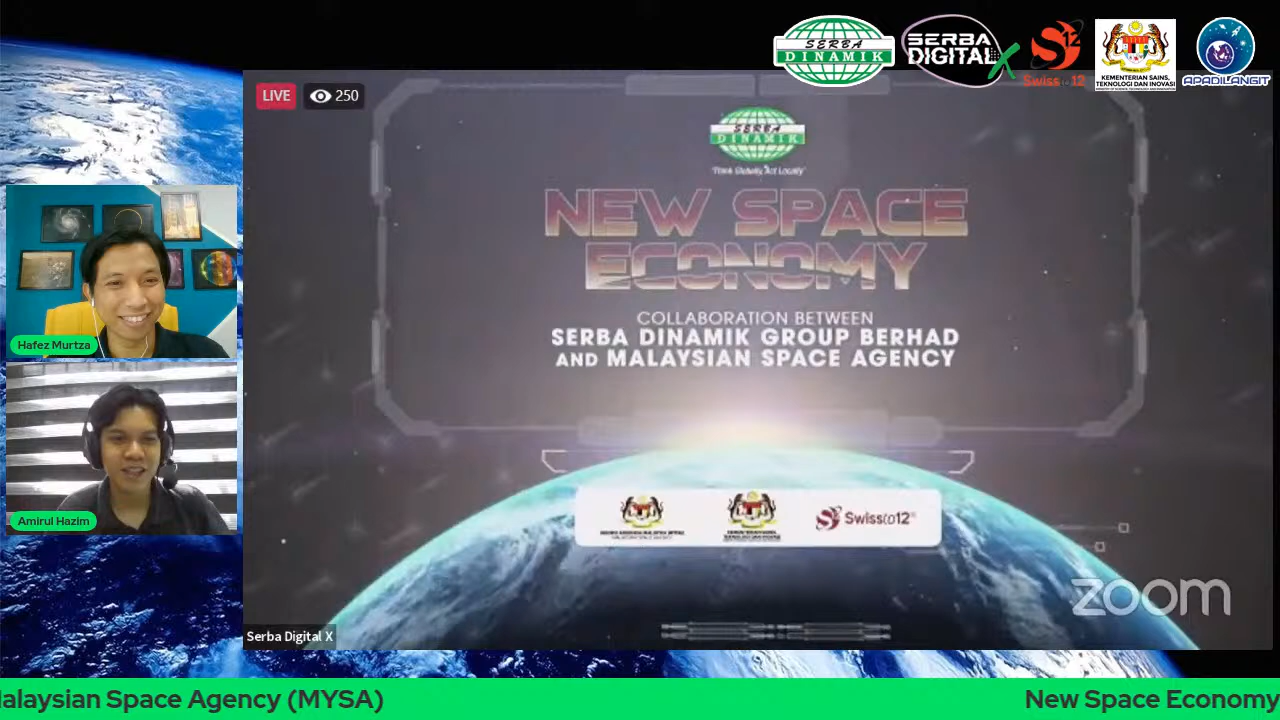 SERBA
DINAMIK
SERBA
DIGITAL X
S12
Swissto12
KEMENTERIAN SAINS,
TEKNOLOGI DAN INOVASI
APADILANGIT
LIVE
250
SERBA
DINAMIK
"Think Globally, Act Locally"
NEW SPACE
ECONOMY
COLLABORATION BETWEEN
SERBA DINAMIK GROUP BERHAD
AND MALAYSIAN SPACE AGENCY
Hafez Murtza
Amirul Hazim
Swissto12
zoom
Serba Digital X
alaysian Space Agency (MYSA)
New Space Economy